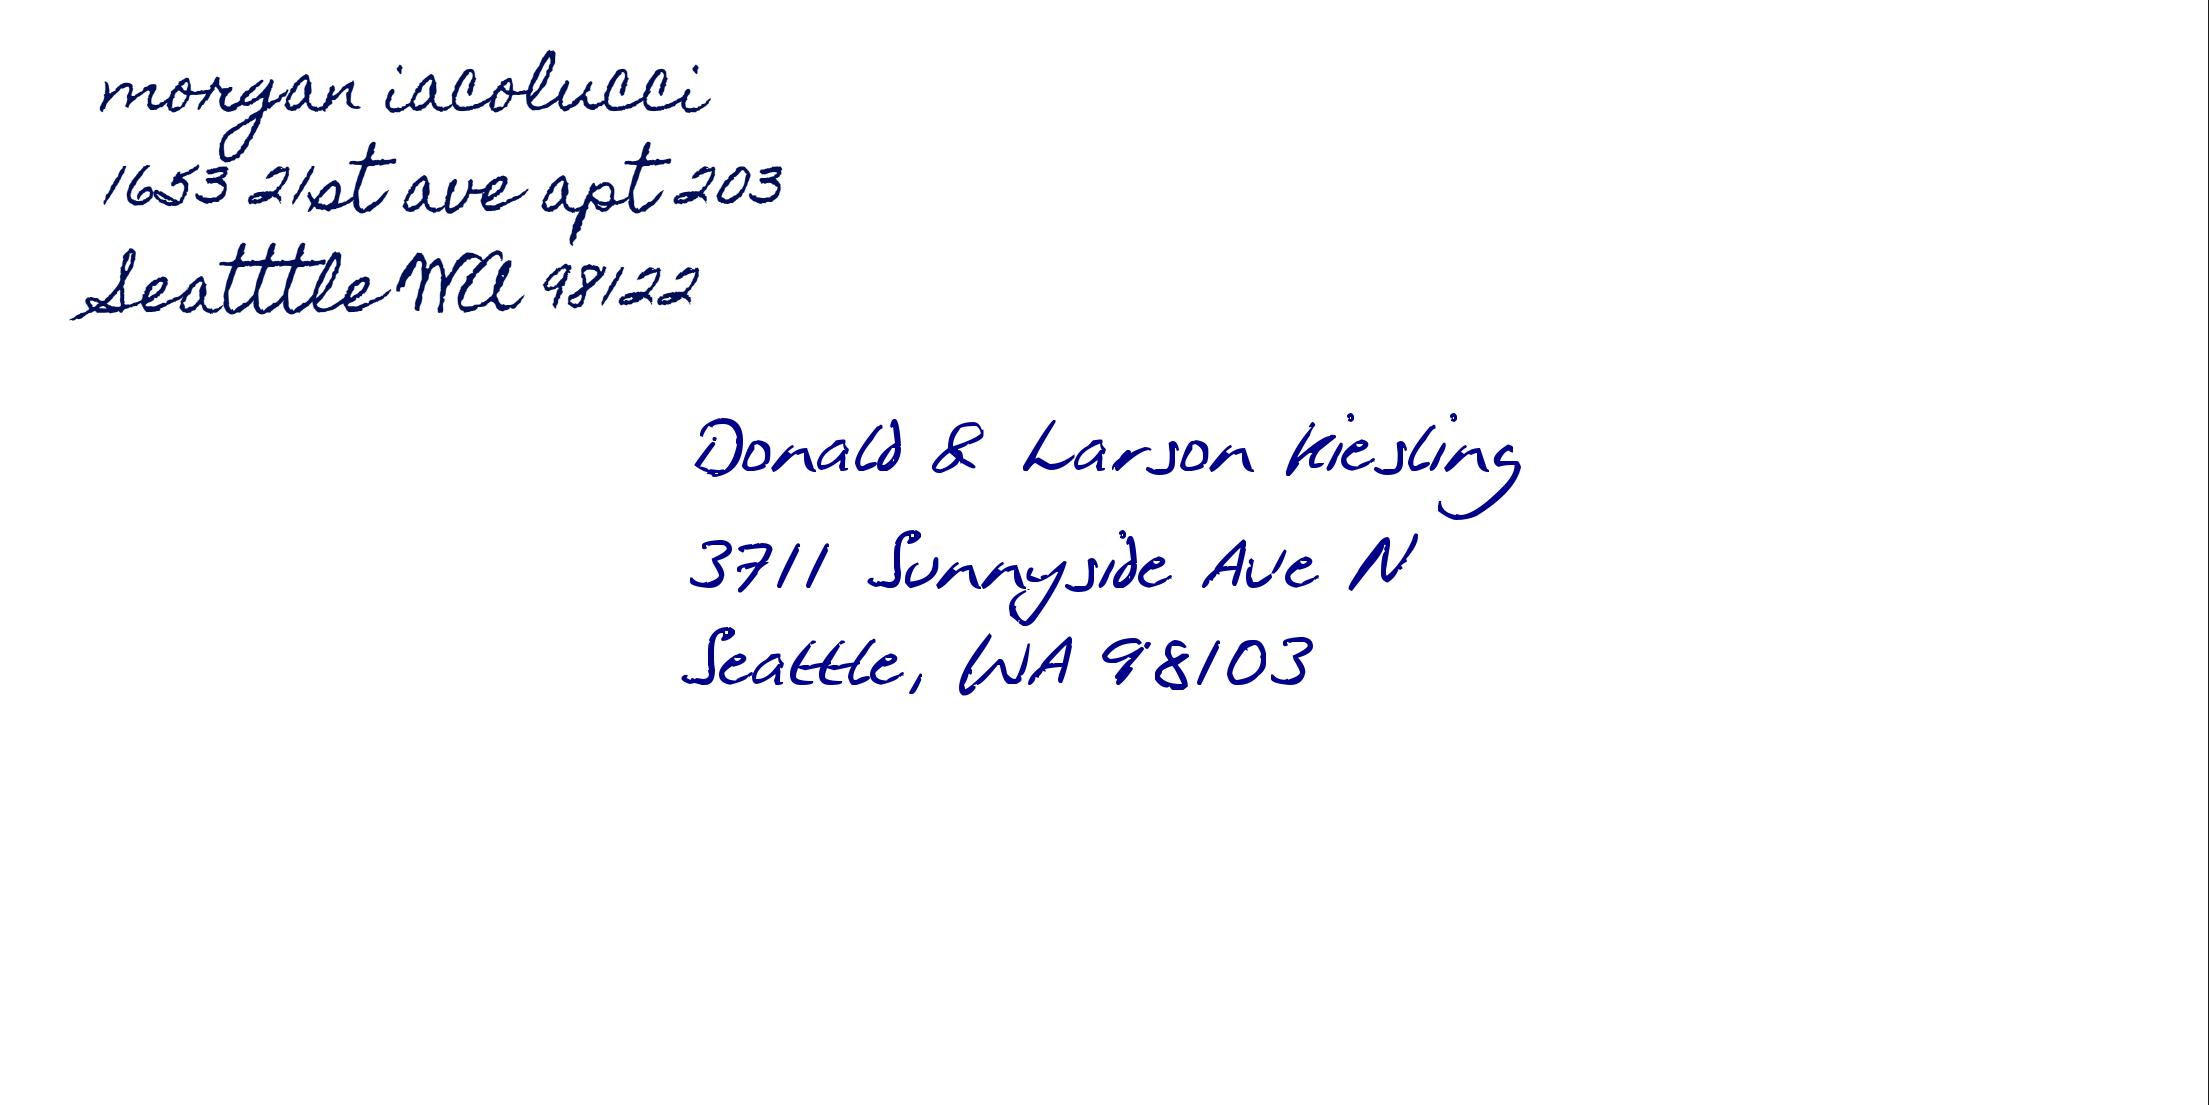 morgan iacolucci
1653 21st ave apt 203
Seatttle WA 98122
Donald & Larson Kiesling
3711 Sunnyside Ave N
Seattle, WA 98103